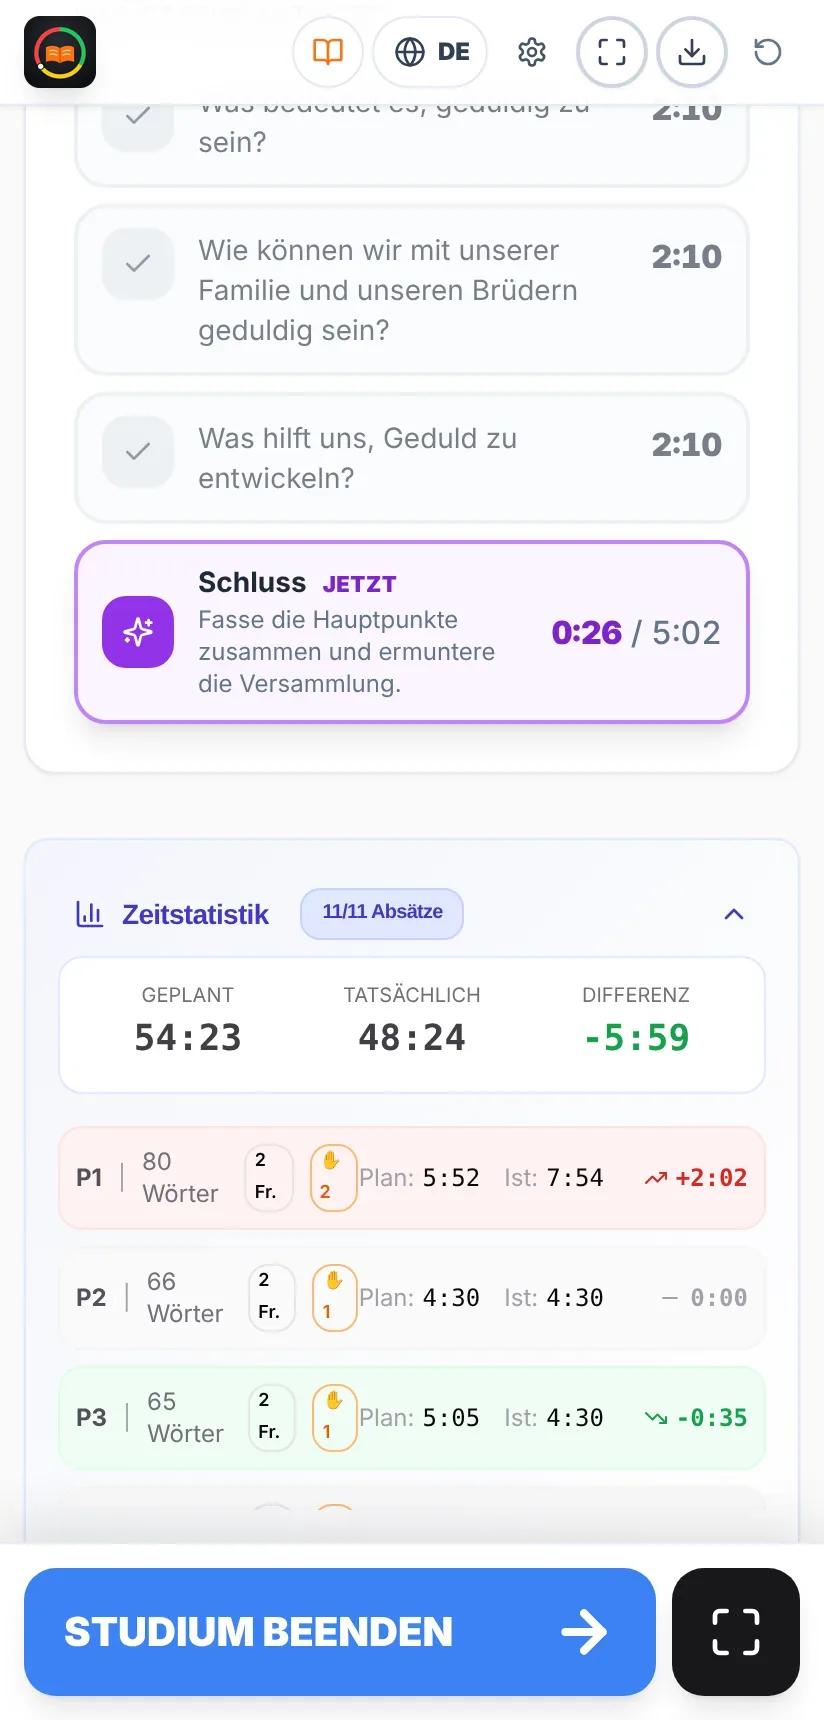 DE
Was bedeutet es, geduldig zu
sein?
2:10
Wie können wir mit unserer
Familie und unseren Brüdern
geduldig sein?
2:10
Was hilft uns, Geduld zu
entwickeln?
2:10
Schluss JETZT
Fasse die Hauptpunkte
zusammen und ermuntere
die Versammlung.
0:26 / 5:02
Zeitstatistik 11/11 Absätze
GEPLANT TATSÄCHLICH DIFFERENZ
54:23 48:24 -5:59
P1 | 80 Wörter 2 Fr. ✋ 2 Plan: 5:52 Ist: 7:54 +2:02
P2 | 66 Wörter 2 Fr. ✋ 1 Plan: 4:30 Ist: 4:30 — 0:00
P3 | 65 Wörter 2 Fr. ✋ 1 Plan: 5:05 Ist: 4:30 -0:35
STUDIUM BEENDEN